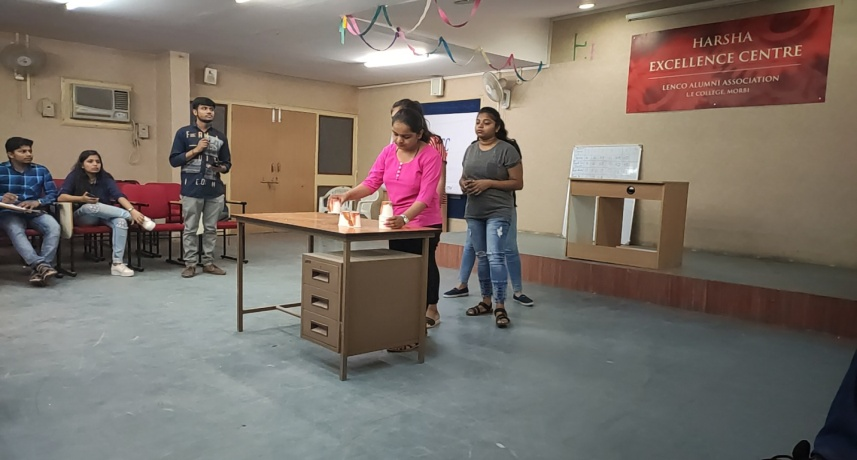 HARSHA
EXCELLENCE CENTRE
LENCO ALUMNI ASSOCIATION
L.E COLLEGE, MORBI